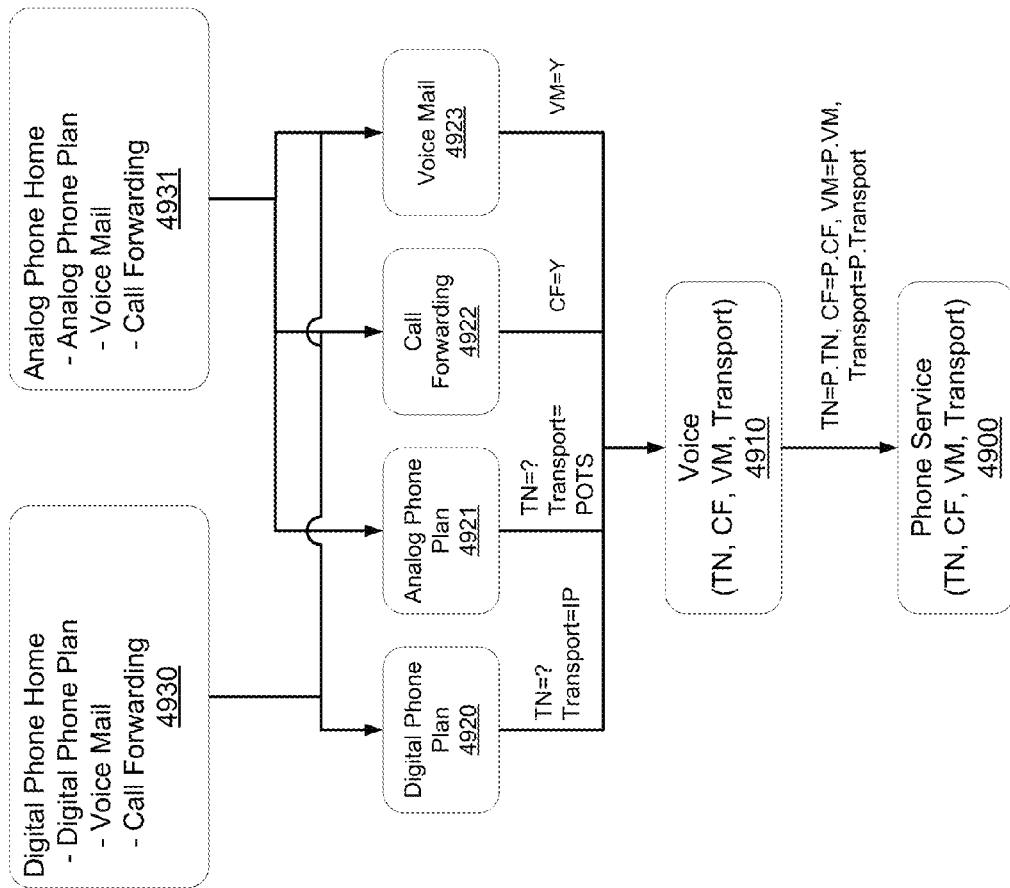 Digital Phone Home
- Digital Phone Plan
- Voice Mail
- Call Forwarding
4930
Analog Phone Home
- Analog Phone Plan
- Voice Mail
- Call Forwarding
4931
Digital Phone
Plan
4920
Analog Phone
Plan
4921
Call
Forwarding
4922
Voice Mail
4923
TN=?
Transport=IP
TN=?
Transport=
POTS
CF=Y
VM=Y
Voice
(TN, CF, VM, Transport)
4910
TN=P.TN, CF=P.CF, VM=P.VM,
Transport=P.Transport
Phone Service
(TN, CF, VM, Transport)
4900